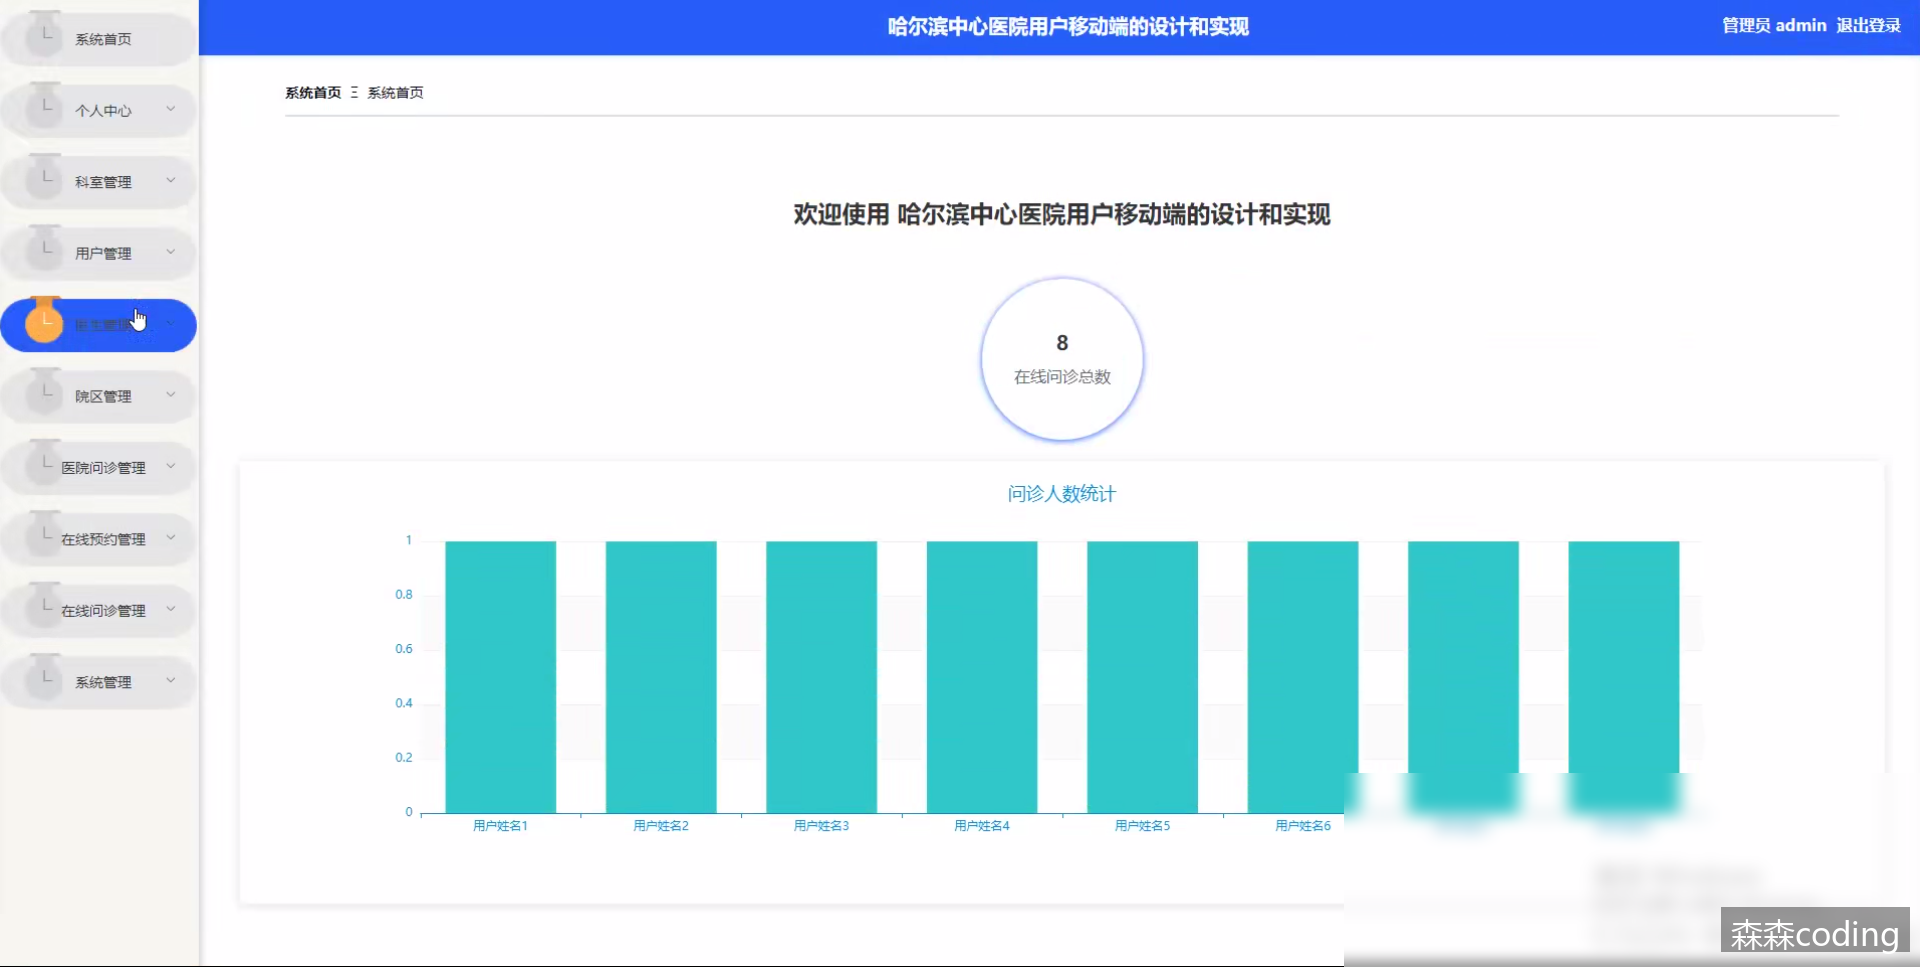 哈尔滨中心医院用户移动端的设计和实现
管理员 admin 退出登录
系统首页
个人中心
科室管理
用户管理
院区管理
医院问诊管理
在线预约管理
在线问诊管理
系统管理
系统首页 Ξ 系统首页
欢迎使用 哈尔滨中心医院用户移动端的设计和实现
8
在线问诊总数
问诊人数统计
1
0.8
0.6
0.4
0.2
0
用户姓名1 用户姓名2 用户姓名3 用户姓名4 用户姓名5 用户姓名6
森森coding